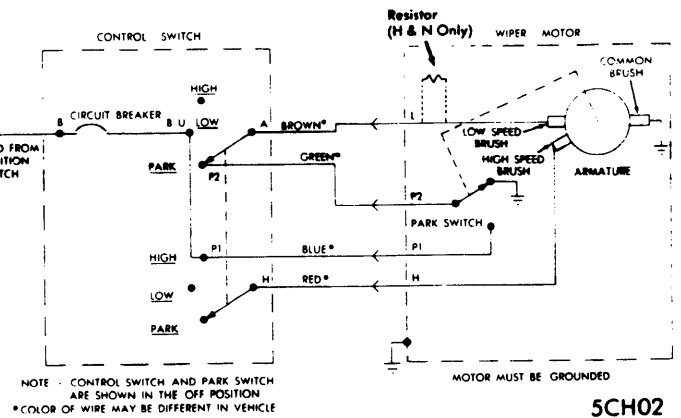 Resistor
(H & N Only)
CONTROL SWITCH
WIPER MOTOR
COMMON
BRUSH
HIGH
B
CIRCUIT BREAKER
B U
LOW
A
BROWN*
L
LOW SPEED
BRUSH
D FROM
ITION
TCH
PARK
P2
GREEN*
HIGH SPEED
BRUSH
ARMATURE
P2
PARK SWITCH
HIGH
P1
BLUE*
P1
LOW
H
RED*
H
PARK
NOTE - CONTROL SWITCH AND PARK SWITCH
ARE SHOWN IN THE OFF POSITION
*COLOR OF WIRE MAY BE DIFFERENT IN VEHICLE
MOTOR MUST BE GROUNDED
5CH02